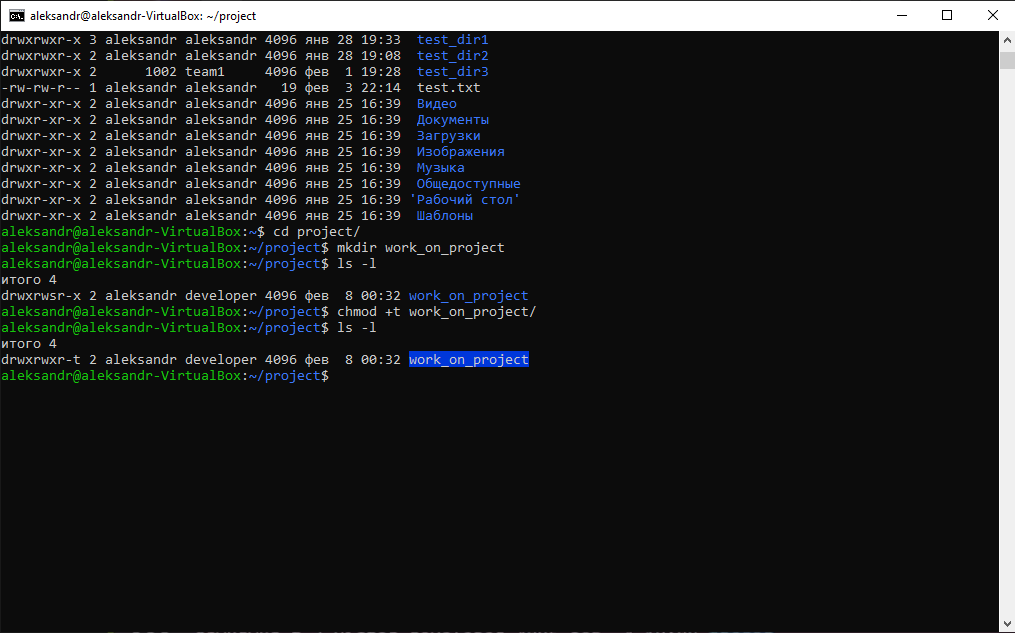 aleksandr@aleksandr-VirtualBox: ~/project
drwxrwxr-x 3 aleksandr aleksandr 4096 янв 28 19:33  test_dir1
drwxrwxr-x 2 aleksandr aleksandr 4096 янв 28 19:08  test_dir2
drwxrwxr-x 2      1002 team1     4096 фев  1 19:28  test_dir3
-rw-rw-r-- 1 aleksandr aleksandr   19 фев  3 22:14  test.txt
drwxr-xr-x 2 aleksandr aleksandr 4096 янв 25 16:39  Видео
drwxr-xr-x 2 aleksandr aleksandr 4096 янв 25 16:39  Документы
drwxr-xr-x 2 aleksandr aleksandr 4096 янв 25 16:39  Загрузки
drwxr-xr-x 2 aleksandr aleksandr 4096 янв 25 16:39  Изображения
drwxr-xr-x 2 aleksandr aleksandr 4096 янв 25 16:39  Музыка
drwxr-xr-x 2 aleksandr aleksandr 4096 янв 25 16:39  Общедоступные
drwxr-xr-x 2 aleksandr aleksandr 4096 янв 25 16:39 'Рабочий стол'
drwxr-xr-x 2 aleksandr aleksandr 4096 янв 25 16:39  Шаблоны
aleksandr@aleksandr-VirtualBox:~$ cd project/
aleksandr@aleksandr-VirtualBox:~/project$ mkdir work_on_project
aleksandr@aleksandr-VirtualBox:~/project$ ls -l
итого 4
drwxrwsr-x 2 aleksandr developer 4096 фев  8 00:32 work_on_project
aleksandr@aleksandr-VirtualBox:~/project$ chmod +t work_on_project/
aleksandr@aleksandr-VirtualBox:~/project$ ls -l
итого 4
drwxrwxr-t 2 aleksandr developer 4096 фев  8 00:32 work_on_project
aleksandr@aleksandr-VirtualBox:~/project$